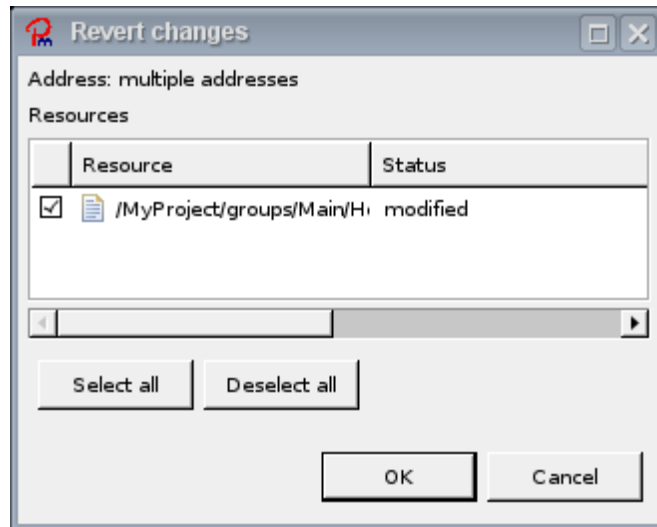 Revert changes
Address: multiple addresses
Resources
Resource Status
/MyProject/groups/Main/H modified
Select all Deselect all
OK Cancel